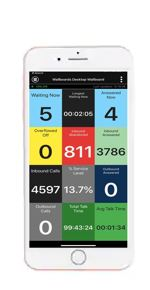 Wallboards Desktop Wallboard
Waiting Now
5
Longest
Waiting Now
00:02:05
Answered
Now
4
Overflowed
Off
0
Inbound
Abandoned
811
Inbound
Answered
3786
Inbound Calls
4597
% Service
Level
13.7%
Outbound
Answered
0
Outbound
Calls
0
Total Talk
Time
99:43:24
Avg Talk Time
00:01:34